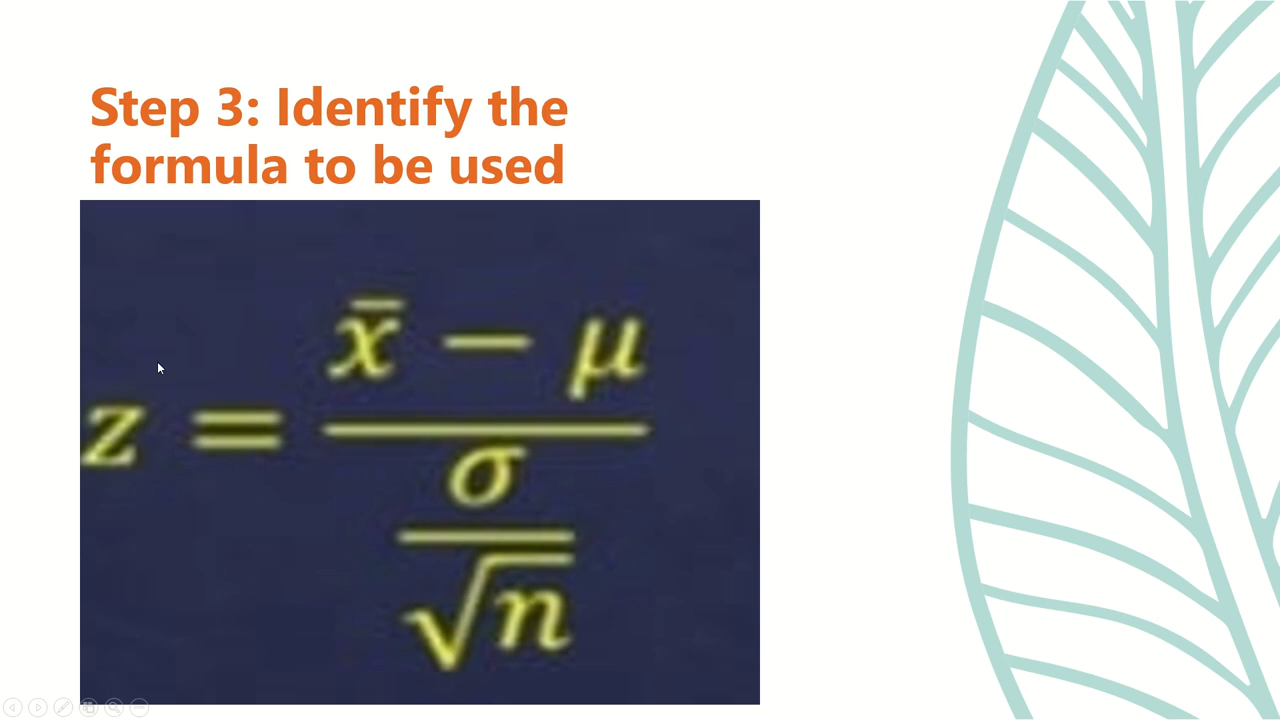 Step 3: Identify the
formula to be used
z = x̄ − μ
σ
√n